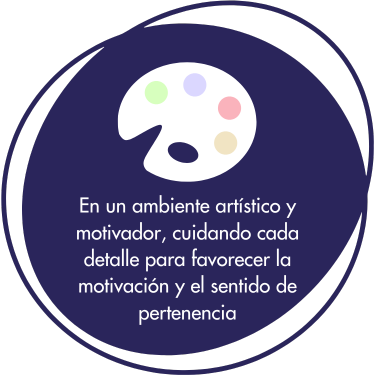 En un ambiente artístico y
motivador, cuidando cada
detalle para favorecer la
motivación y el sentido de
pertenencia